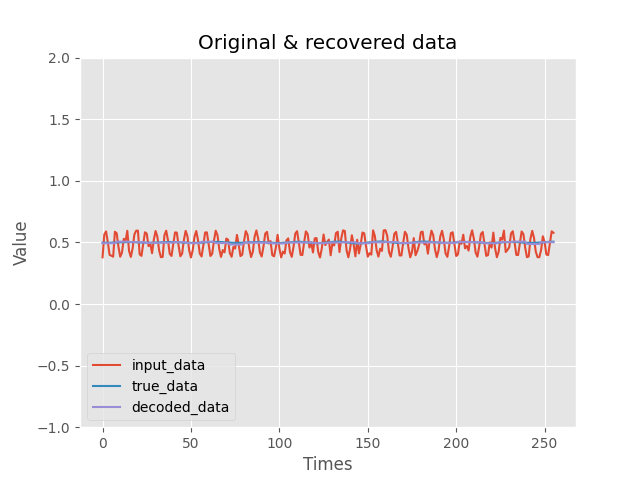 Original & recovered data
2.0
1.5
1.0
0.5
0.0
−0.5
−1.0
Value
input_data
true_data
decoded_data
0 50 100 150 200 250
Times